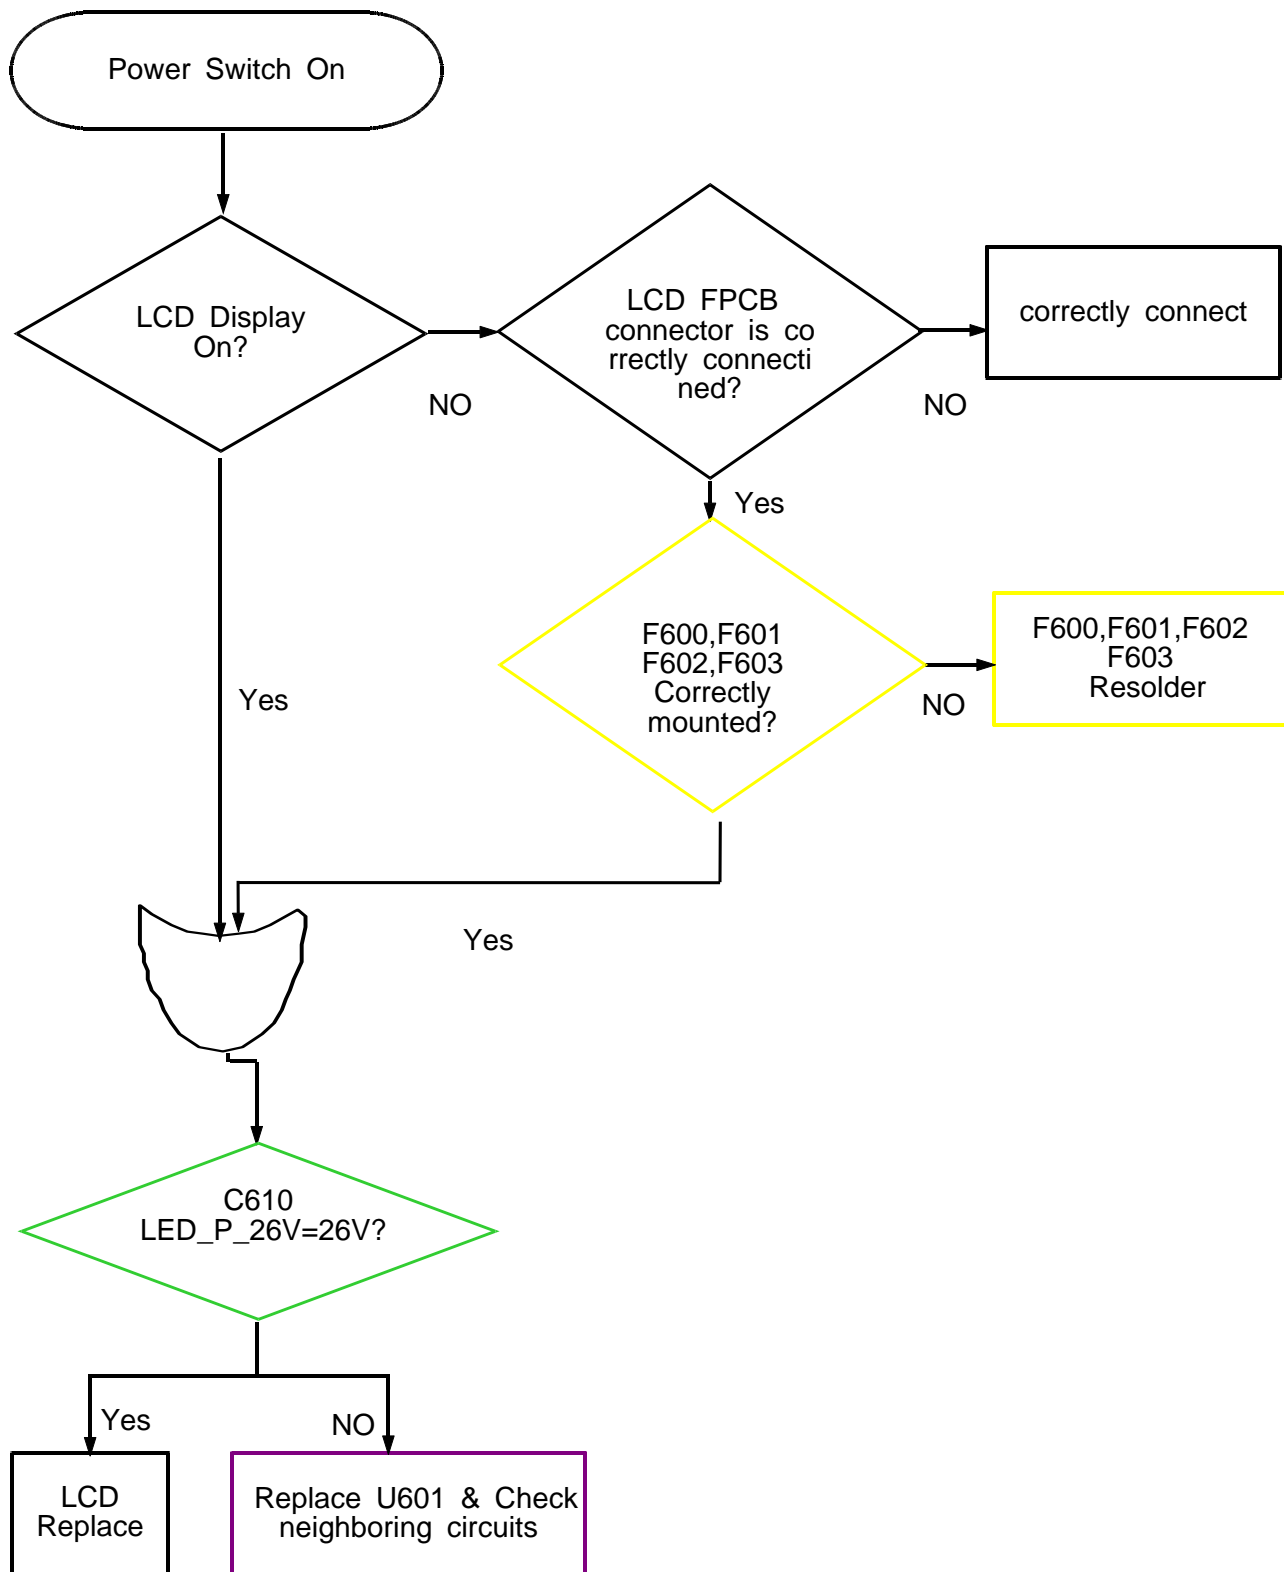 Power Switch On
LCD Display
On?
NO
LCD FPCB
connector is co
rrectly connecti
ned?
NO
correctly connect
Yes
F600,F601
F602,F603
Correctly
mounted?
NO
F600,F601,F602
F603
Resolder
Yes
Yes
C610
LED_P_26V=26V?
Yes
NO
LCD
Replace
Replace U601 & Check
neighboring circuits